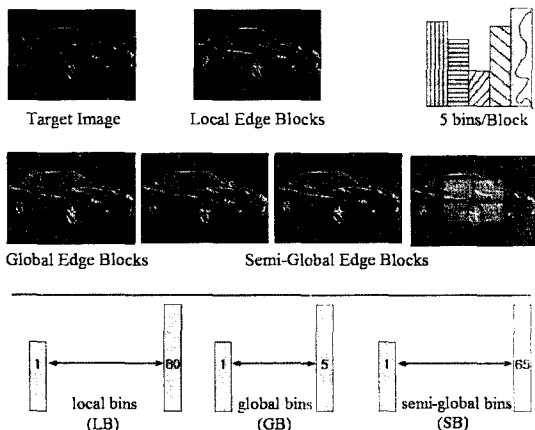 Target Image
Local Edge Blocks
5 bins/Block
Global Edge Blocks
Semi-Global Edge Blocks
1
80
1
5
1
65
local bins
(LB)
global bins
(GB)
semi-global bins
(SB)